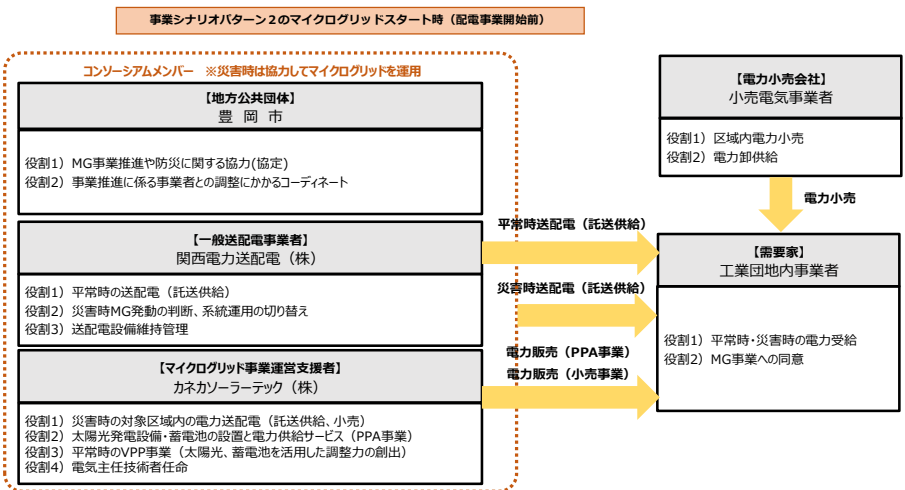 事業シナリオパターン２のマイクログリッドスタート時（配電事業開始前）
コンソーシアムメンバー　※災害時は協力してマイクログリッドを運用
【地方公共団体】
豊 岡 市
役割1）MG事業推進や防災に関する協力(協定)
役割2）事業推進に係る事業者との調整にかかるコーディネート
【一般送配電事業者】
関西電力送配電（株）
役割1）平常時の送配電（託送供給）
役割2）災害時MG発動の判断、系統運用の切り替え
役割3）送配電設備維持管理
【マイクログリッド事業運営支援者】
カネカソーラーテック（株）
役割1）災害時の対象区域内の電力送配電（託送供給、小売）
役割2）太陽光発電設備・蓄電池の設置と電力供給サービス（PPA事業）
役割3）平常時のVPP事業（太陽光、蓄電池を活用した調整力の創出）
役割4）電気主任技術者任命
平常時送配電（託送供給）
災害時送配電（託送供給）
電力販売（PPA事業）
電力販売（小売事業）
【電力小売会社】
小売電気事業者
役割1）区域内電力小売
役割2）電力卸供給
電力小売
【需要家】
工業団地内事業者
役割1）平常時・災害時の電力受給
役割2）MG事業への同意